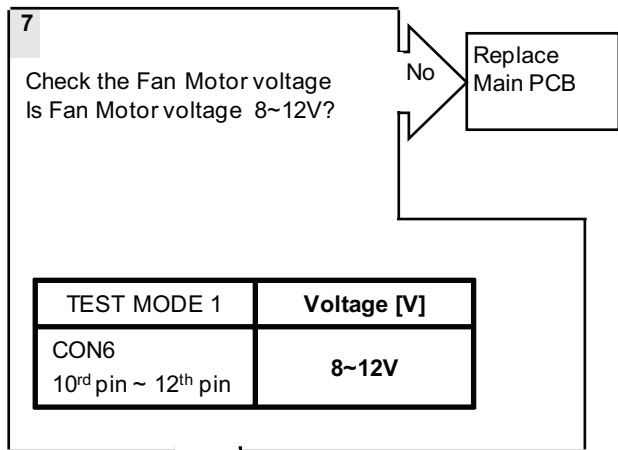 7
Check the Fan Motor voltage
Is Fan Motor voltage 8~12V?
No
Replace
Main PCB
TEST MODE 1
Voltage [V]
CON6
10rd pin ~ 12th pin
8~12V